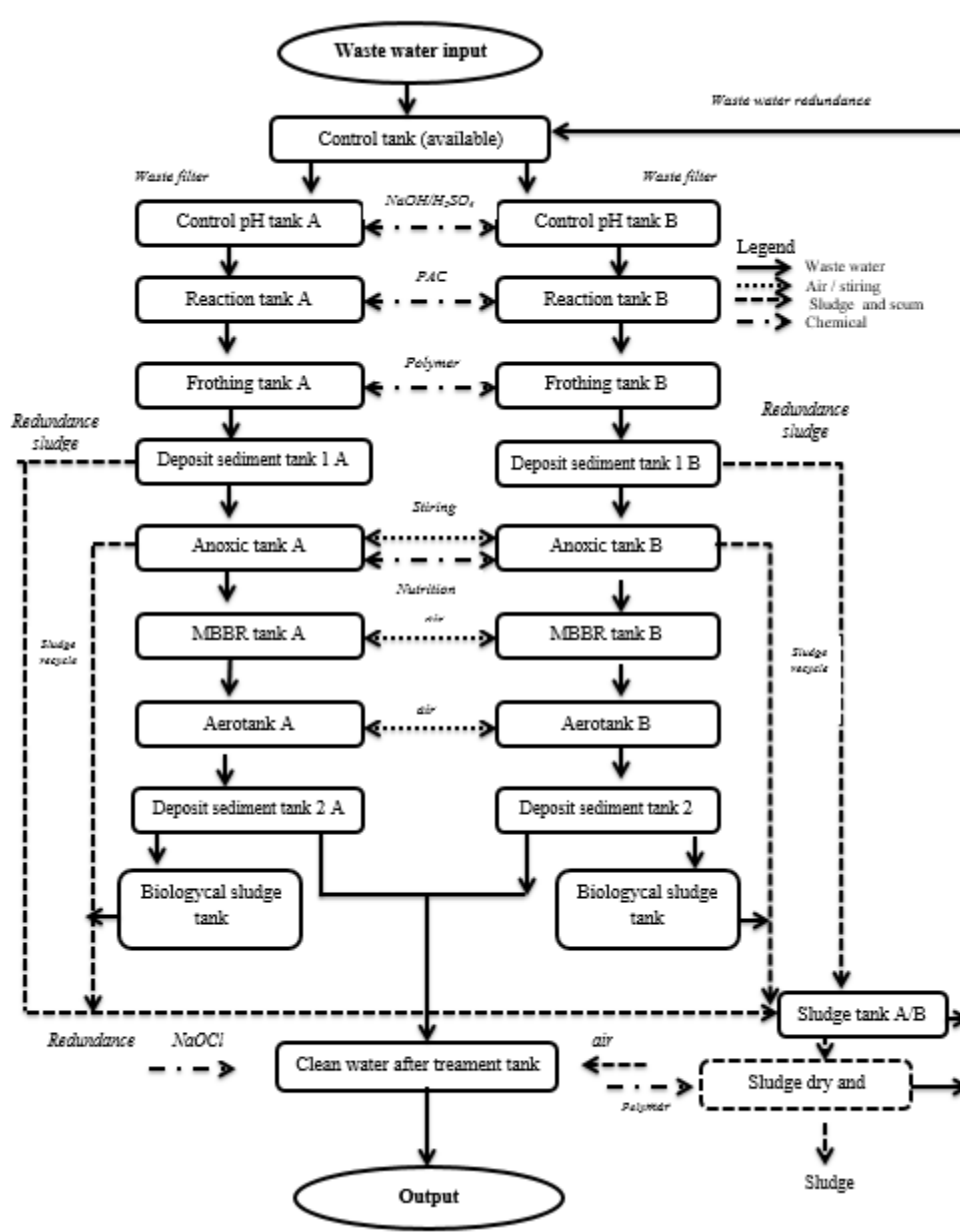 Waste water input
Waste water redundance
Control tank (available)
Waste filter
Waste filter
NaOH/H₂SO₄
Control pH tank A
Control pH tank B
Legend
Waste water
Air / stiring
Sludge and scum
Chemical
PAC
Reaction tank A
Reaction tank B
Polymer
Frothing tank A
Frothing tank B
Redundance
sludge
Redundance
sludge
Deposit sediment tank 1 A
Deposit sediment tank 1 B
Stiring
Anoxic tank A
Anoxic tank B
Nutrition
air
MBBR tank A
MBBR tank B
Sludge
recycle
Sludge
recycle
air
Aerotank A
Aerotank B
Deposit sediment tank 2 A
Deposit sediment tank 2
Biologycal sludge
tank
Biologycal sludge
tank
Sludge tank A/B
Redundance
NaOCl
air
Clean water after treament tank
Sludge dry and
Polymer
Sludge
Output